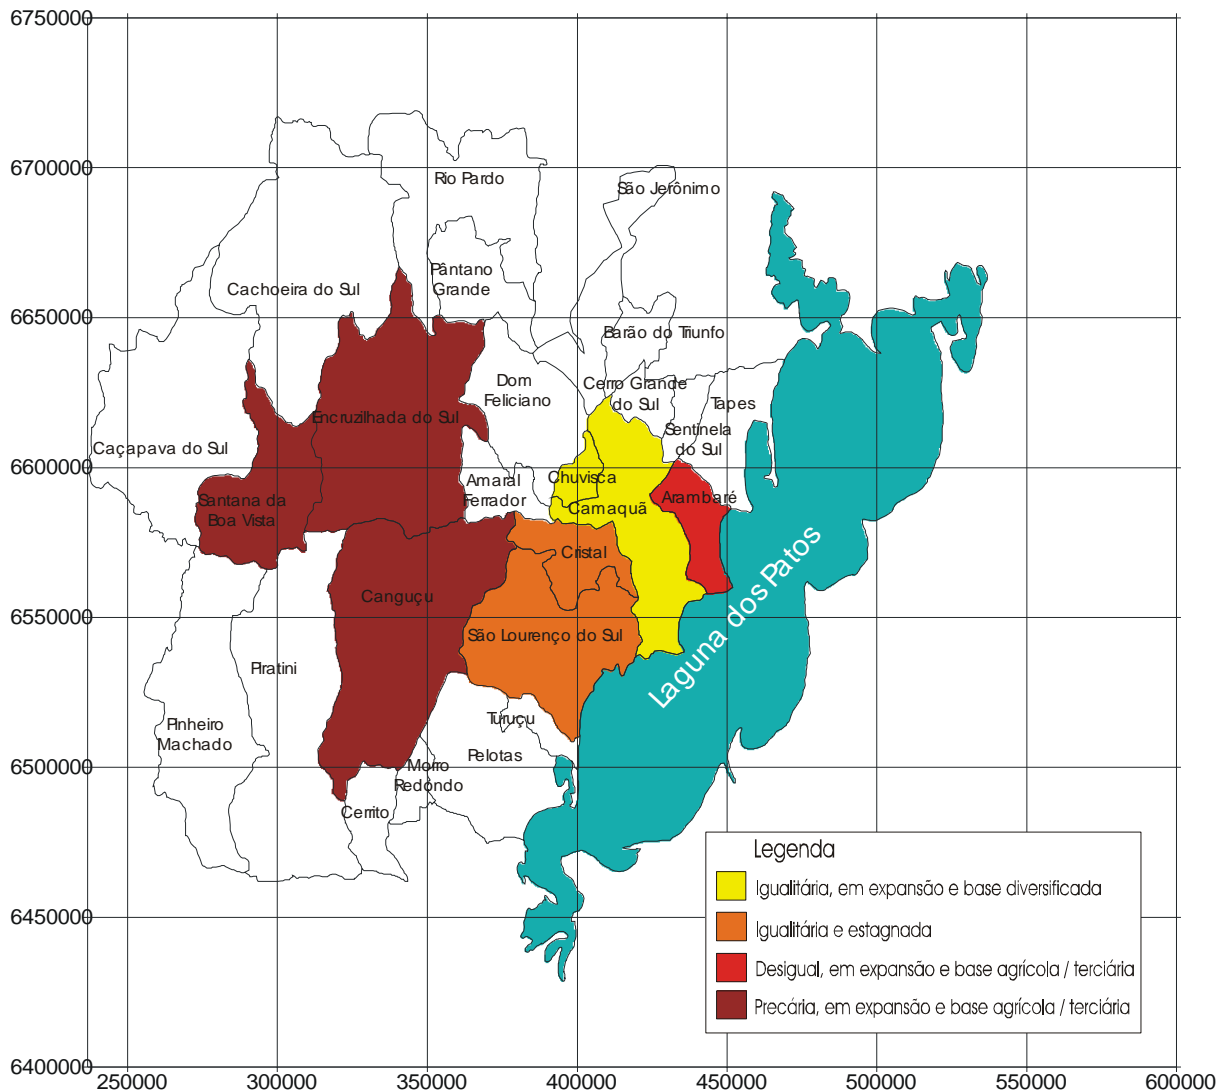 6750000
6700000
Rio Pardo
São Jerônimo
Pântano
Grande
Cachoeira do Sul
6650000
Barão do Triunfo
Dom
Feliciano
Cerro Grande
do Sul
Tapes
Encruzilhada do Sul
Sentinela
do Sul
Caçapava do Sul
6600000
Amaral
Ferrador
Chuvisca
Santana da
Boa Vista
Arambaré
Camaquã
Cristal
Canguçu
Laguna dos Patos
6550000
São Lourenço do Sul
Piratini
Pinheiro
Machado
Turuçu
Pelotas
6500000
Morro
Redondo
Cerrito
Legenda
Igualitária, em expansão e base diversificada
6450000
Igualitária e estagnada
Desigual, em expansão e base agrícola / terciária
Precária, em expansão e base agrícola / terciária
6400000
250000 300000 350000 400000 450000 500000 550000 600000